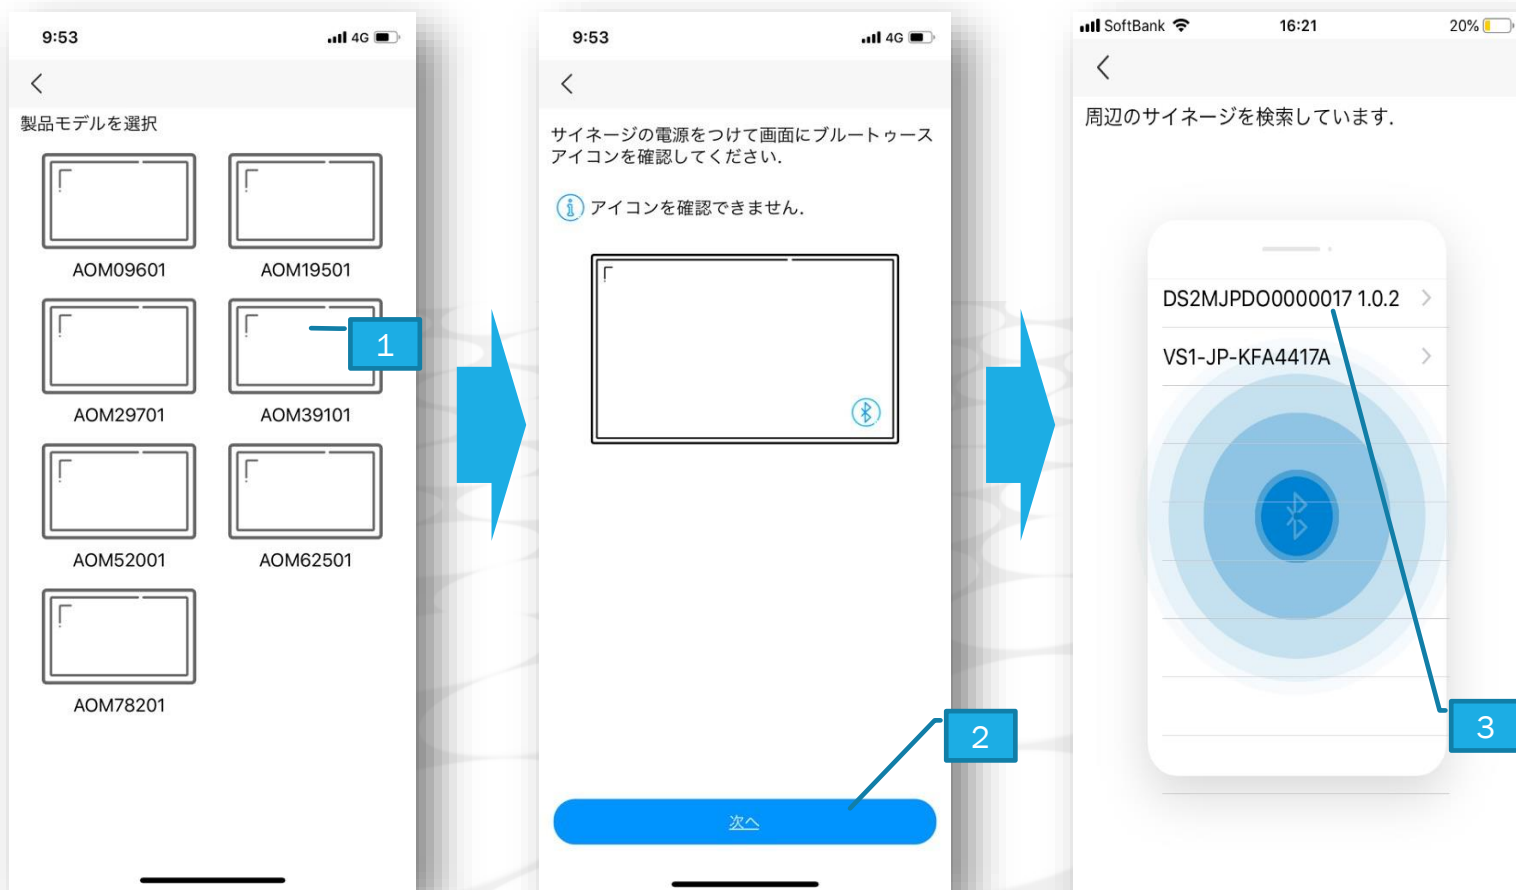 9:53
4G
製品モデルを選択
AOM09601
AOM19501
AOM29701
AOM39101
AOM52001
AOM62501
AOM78201
1
9:53
4G
サイネージの電源をつけて画面にブルートゥース
アイコンを確認してください.
アイコンを確認できません.
次へ
2
SoftBank
16:21
20%
周辺のサイネージを検索しています.
DS2MJPDO0000017 1.0.2
VS1-JP-KFA4417A
3